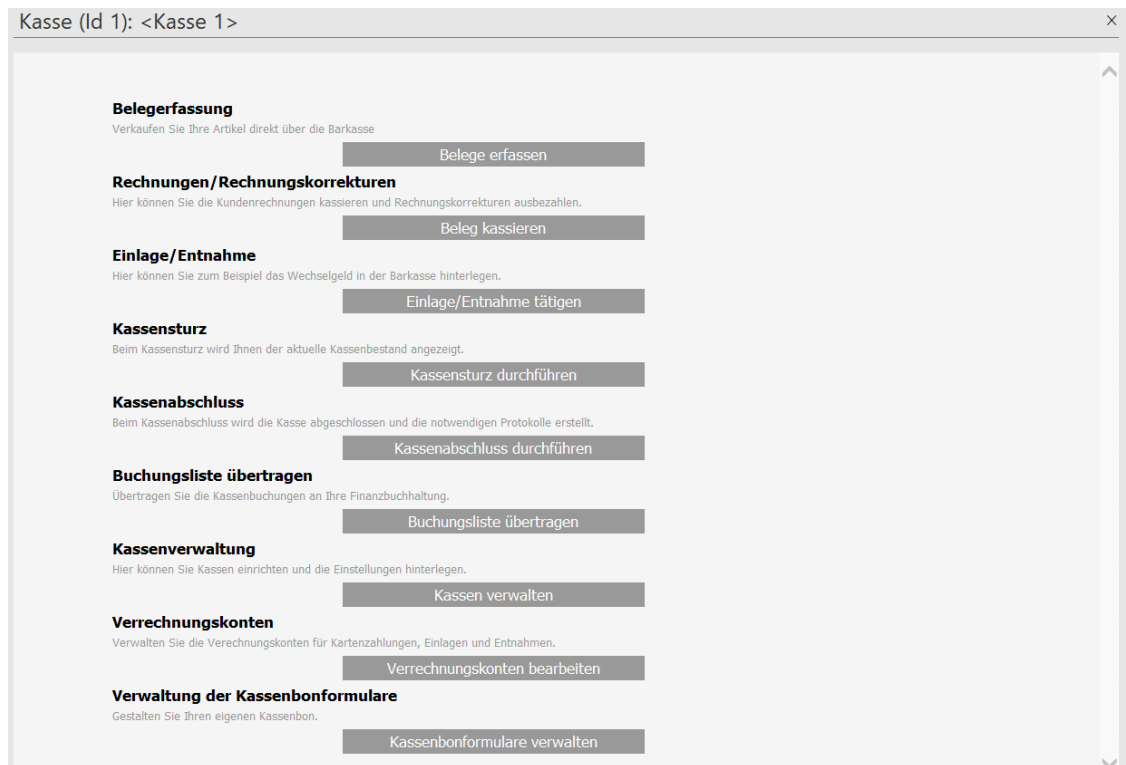 Kasse (Id 1): <Kasse 1>
Belegerfassung
Verkaufen Sie Ihre Artikel direkt über die Barkasse
Belege erfassen
Rechnungen/Rechnungskorrekturen
Hier können Sie die Kundenrechnungen kassieren und Rechnungskorrekturen ausbezahlen.
Beleg kassieren
Einlage/Entnahme
Hier können Sie zum Beispiel das Wechselgeld in der Barkasse hinterlegen.
Einlage/Entnahme tätigen
Kassensturz
Beim Kassensturz wird Ihnen der aktuelle Kassenbestand angezeigt.
Kassensturz durchführen
Kassenabschluss
Beim Kassenabschluss wird die Kasse abgeschlossen und die notwendigen Protokolle erstellt.
Kassenabschluss durchführen
Buchungsliste übertragen
Übertragen Sie die Kassenbuchungen an Ihre Finanzbuchhaltung.
Buchungsliste übertragen
Kassenverwaltung
Hier können Sie Kassen einrichten und die Einstellungen hinterlegen.
Kassen verwalten
Verrechnungskonten
Verwalten Sie die Verechnungskonten für Kartenzahlungen, Einlagen und Entnahmen.
Verrechnungskonten bearbeiten
Verwaltung der Kassenbonformulare
Gestalten Sie Ihren eigenen Kassenbon.
Kassenbonformulare verwalten